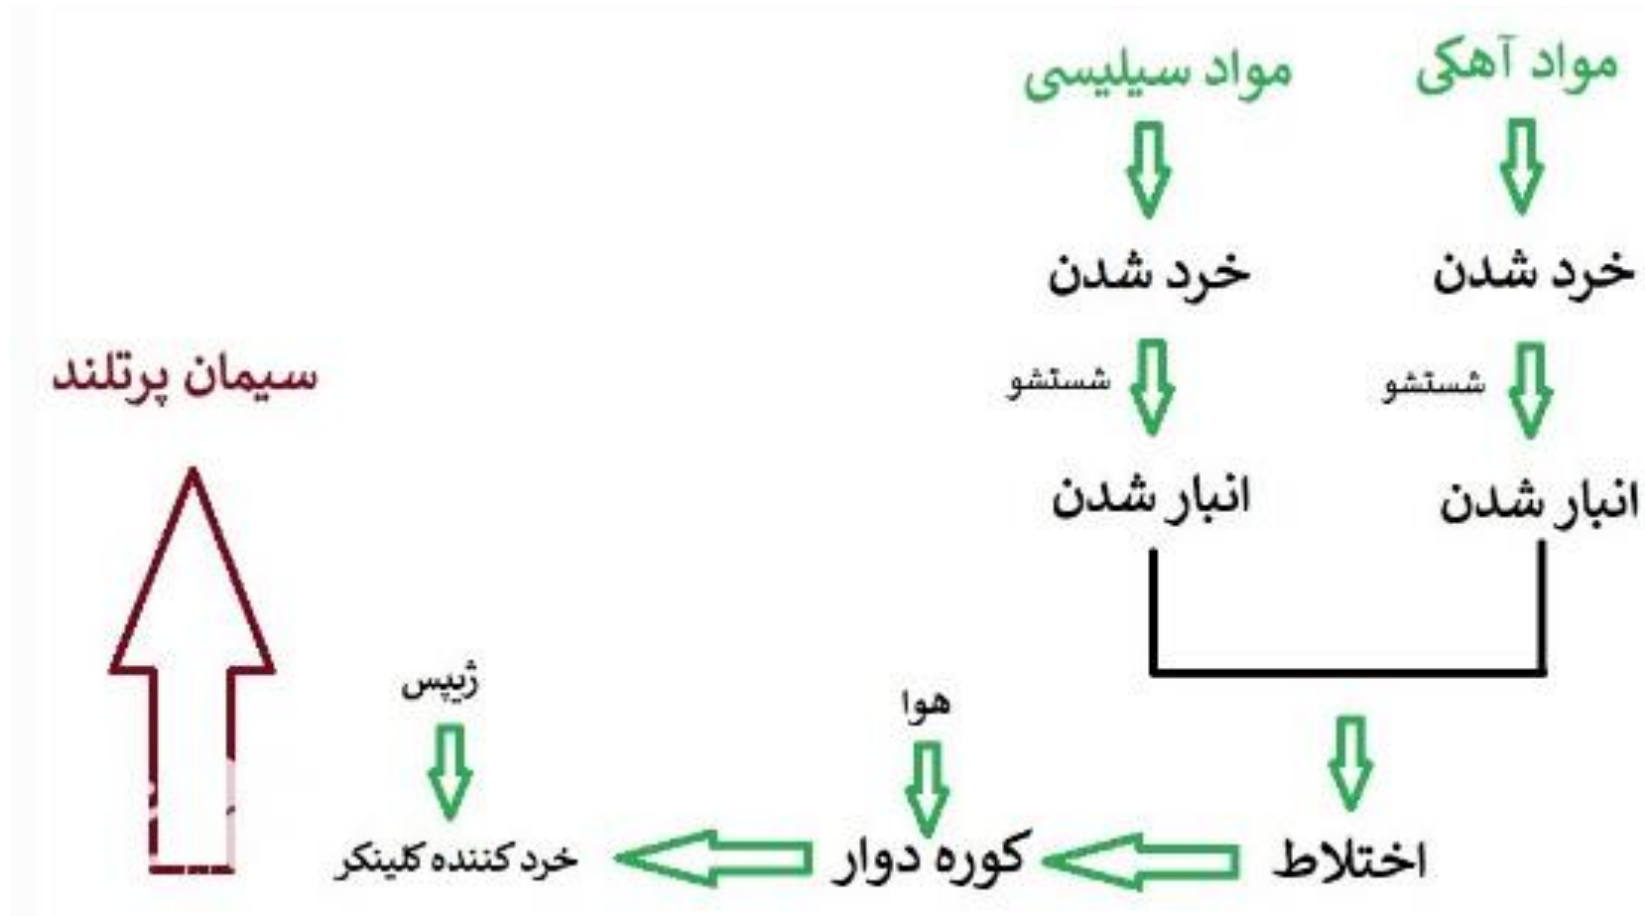 مواد آهکی
مواد سیلیسی
خرد شدن
خرد شدن
شستشو
شستشو
انبار شدن
انبار شدن
اختلاط
هوا
کوره دوار
ژیپس
خرد کننده کلینکر
سیمان پرتلند